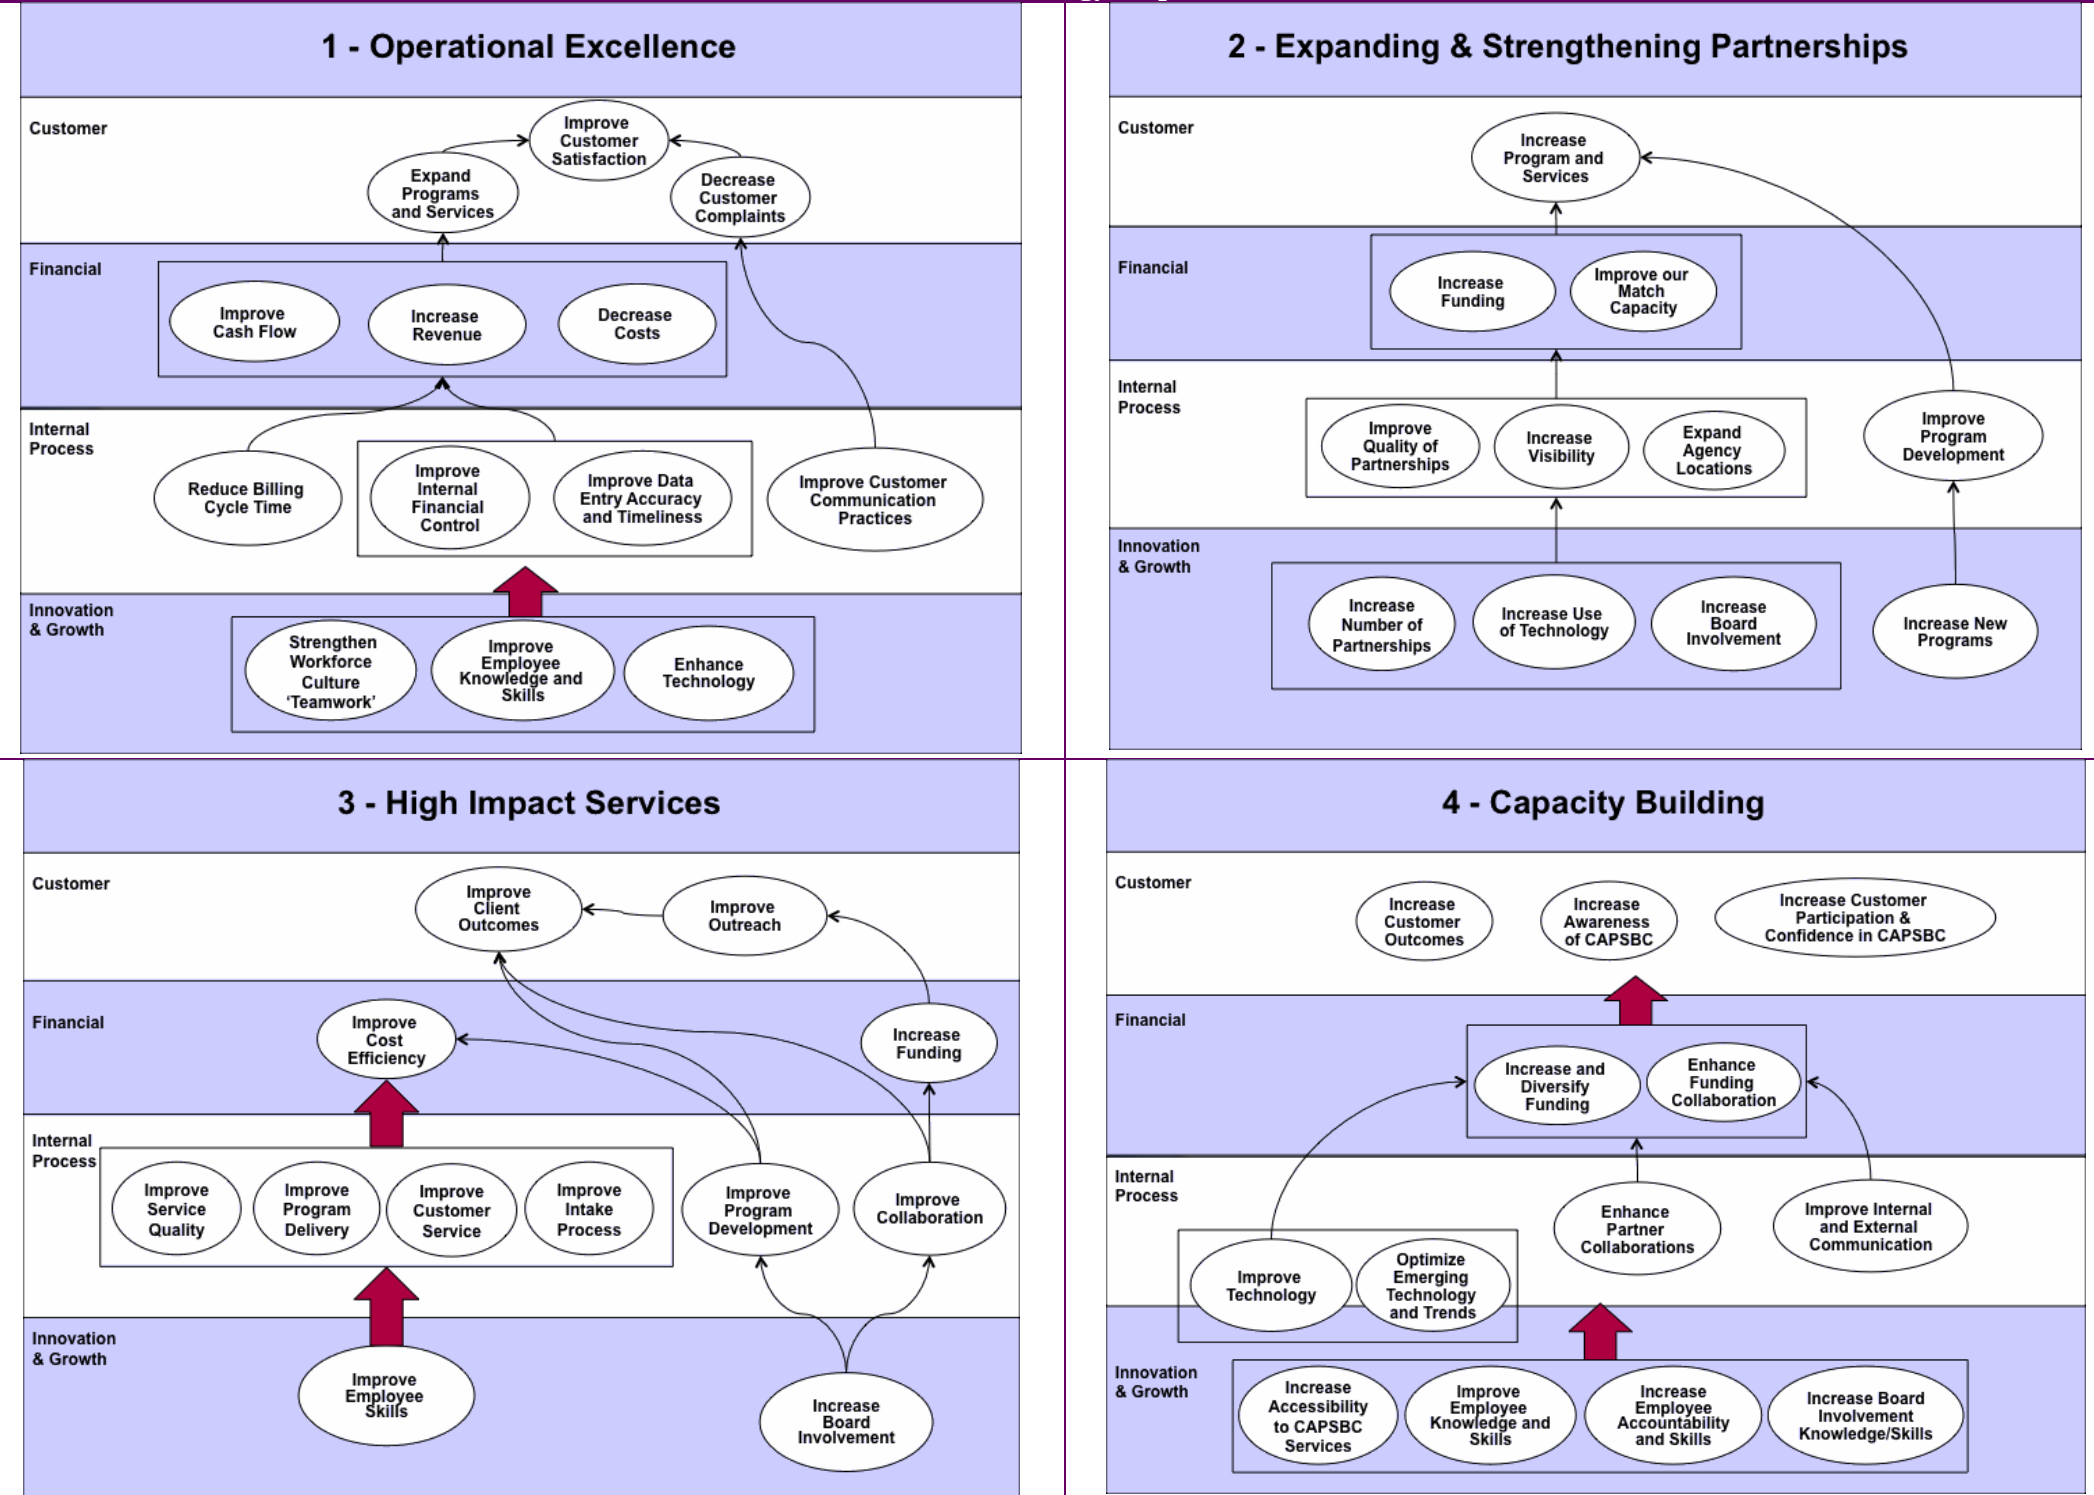 1 - Operational Excellence
Customer
Improve
Customer
Satisfaction
Expand
Programs
and Services
Decrease
Customer
Complaints
Financial
Improve
Cash Flow
Increase
Revenue
Decrease
Costs
Internal
Process
Reduce Billing
Cycle Time
Improve
Internal
Financial
Control
Improve Data
Entry Accuracy
and Timeliness
Improve Customer
Communication
Practices
Innovation
& Growth
Strengthen
Workforce
Culture
‘Teamwork’
Improve
Employee
Knowledge and
Skills
Enhance
Technology
2 - Expanding & Strengthening Partnerships
Customer
Increase
Program and
Services
Financial
Increase
Funding
Improve our
Match
Capacity
Internal
Process
Improve
Quality of
Partnerships
Increase
Visibility
Expand
Agency
Locations
Improve
Program
Development
Innovation
& Growth
Increase
Number of
Partnerships
Increase Use
of Technology
Increase
Board
Involvement
Increase New
Programs
3 - High Impact Services
Customer
Improve
Client
Outcomes
Improve
Outreach
Financial
Improve
Cost
Efficiency
Increase
Funding
Internal
Process
Improve
Service
Quality
Improve
Program
Delivery
Improve
Customer
Service
Improve
Intake
Process
Improve
Program
Development
Improve
Collaboration
Innovation
& Growth
Improve
Employee
Skills
Increase
Board
Involvement
4 - Capacity Building
Customer
Increase
Customer
Outcomes
Increase
Awareness
of CAPSBC
Increase Customer
Participation &
Confidence in CAPSBC
Financial
Increase and
Diversify
Funding
Enhance
Funding
Collaboration
Internal
Process
Improve
Technology
Optimize
Emerging
Technology
and Trends
Enhance
Partner
Collaborations
Improve Internal
and External
Communication
Innovation
& Growth
Increase
Accessibility
to CAPSBC
Services
Improve
Employee
Knowledge and
Skills
Increase
Employee
Accountability
and Skills
Increase Board
Involvement
Knowledge/Skills